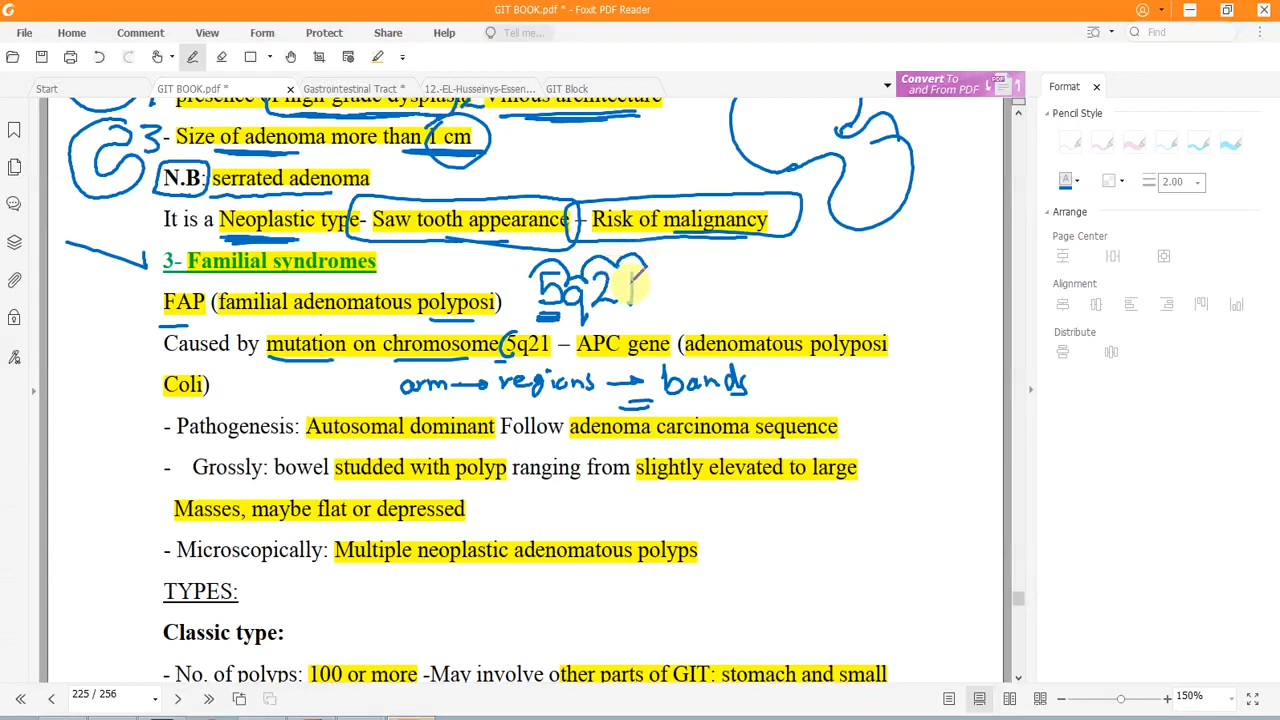 GIT BOOK.pdf * - Foxit PDF Reader
File Home Comment View Form Protect Share Help Tell me... Find
Start GIT BOOK.pdf * Gastrointestinal Tract * 12.-EL-Husseinys-Essen... GIT Block Convert To and From PDF Format
presence of high grade dysplasia Villous architecture
3 - Size of adenoma more than 1 cm
N.B: serrated adenoma
It is a Neoplastic type- Saw tooth appearance – Risk of malignancy
3- Familial syndromes
5q21
FAP (familial adenomatous polyposi)
Caused by mutation on chromosome 5q21 – APC gene (adenomatous polyposi
Coli)
arm → regions → bands
- Pathogenesis: Autosomal dominant Follow adenoma carcinoma sequence
- Grossly: bowel studded with polyp ranging from slightly elevated to large
Masses, maybe flat or depressed
- Microscopically: Multiple neoplastic adenomatous polyps
TYPES:
Classic type:
- No. of polyps: 100 or more -May involve other parts of GIT: stomach and small
Pencil Style
2.00
Arrange
Page Center
Alignment
Distribute
225 / 256
150%